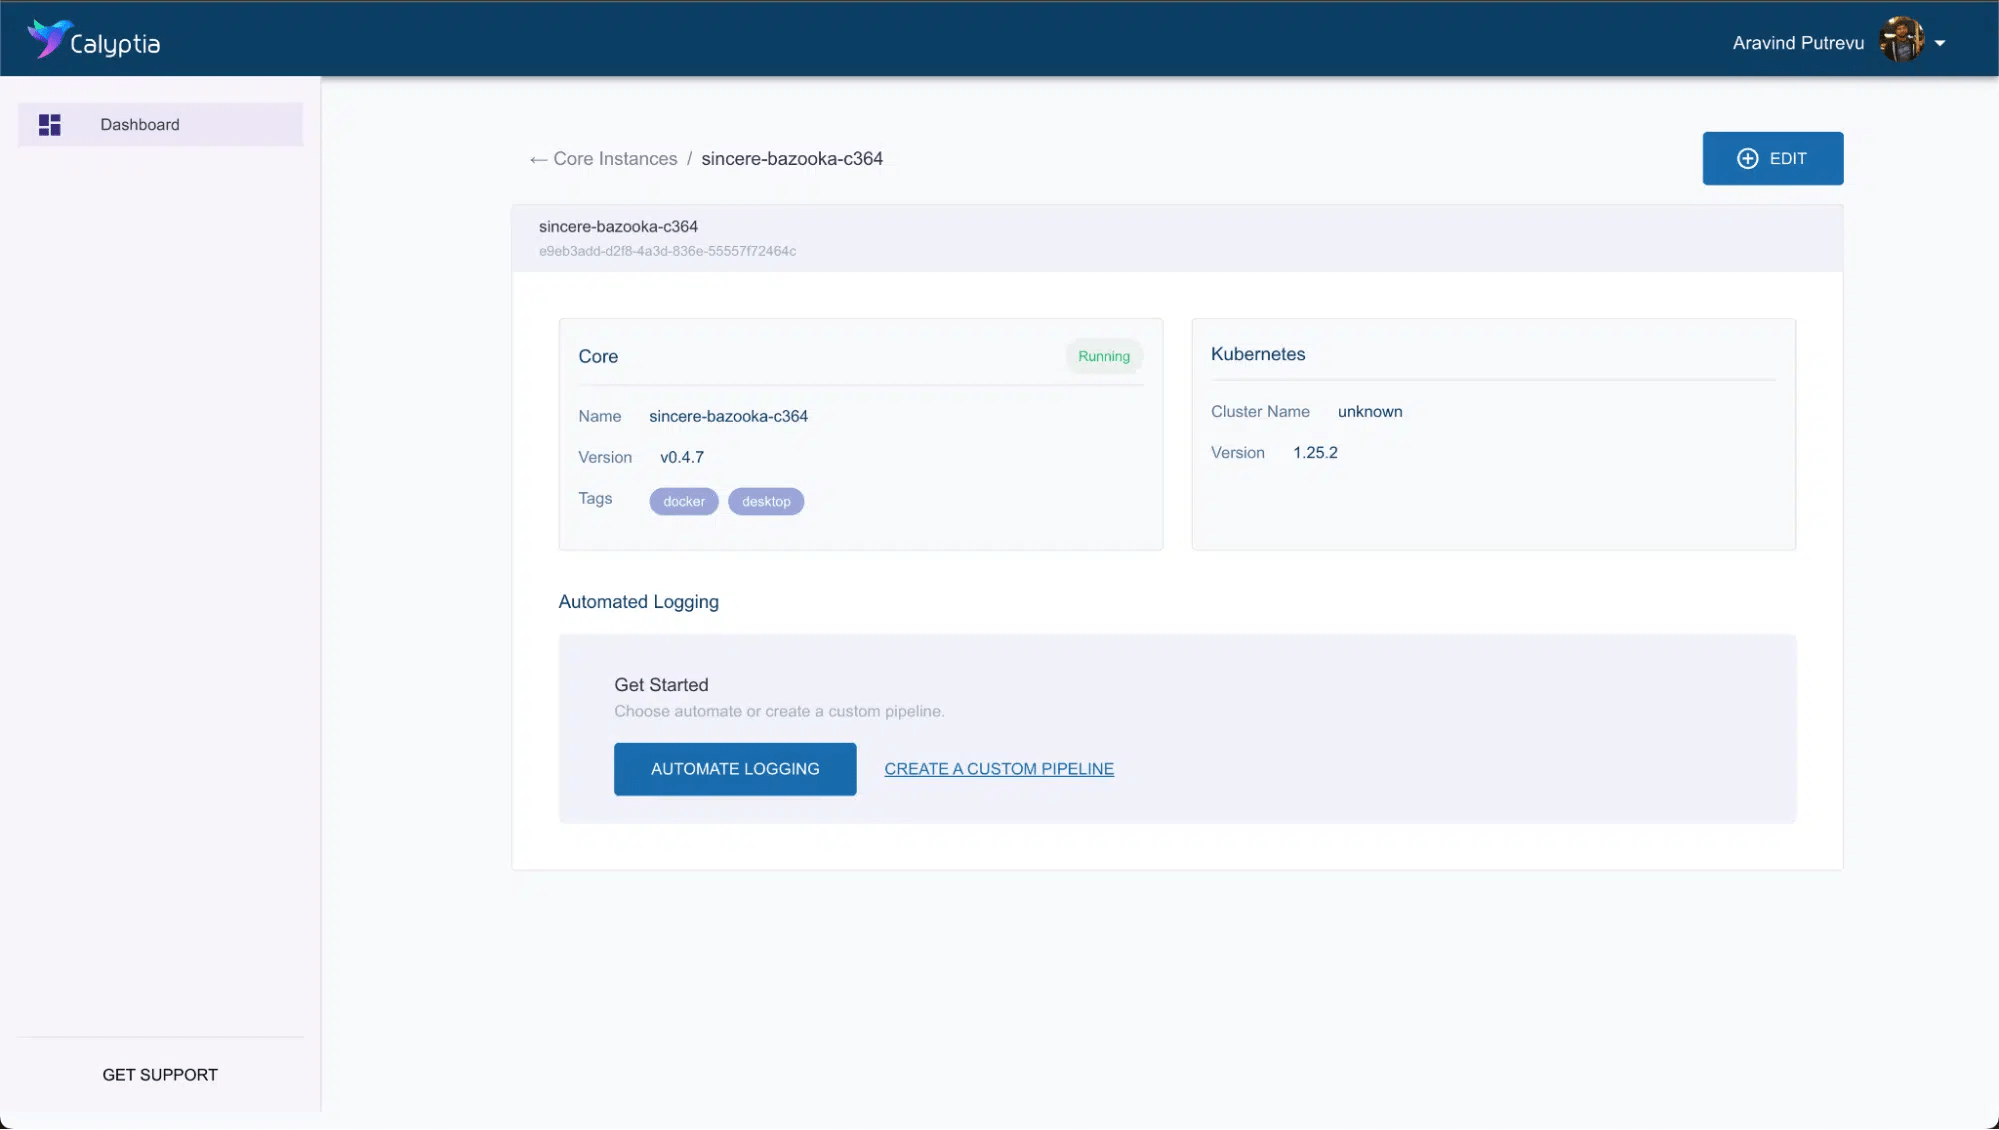 Calyptia
Aravind Putrevu
Dashboard
← Core Instances / sincere-bazooka-c364
EDIT
sincere-bazooka-c364
e9eb3add-d2f8-4a3d-836e-55557f72464c
Core
Running
Name sincere-bazooka-c364
Version v0.4.7
Tags docker desktop
Kubernetes
Cluster Name unknown
Version 1.25.2
Automated Logging
Get Started
Choose automate or create a custom pipeline.
AUTOMATE LOGGING CREATE A CUSTOM PIPELINE
GET SUPPORT